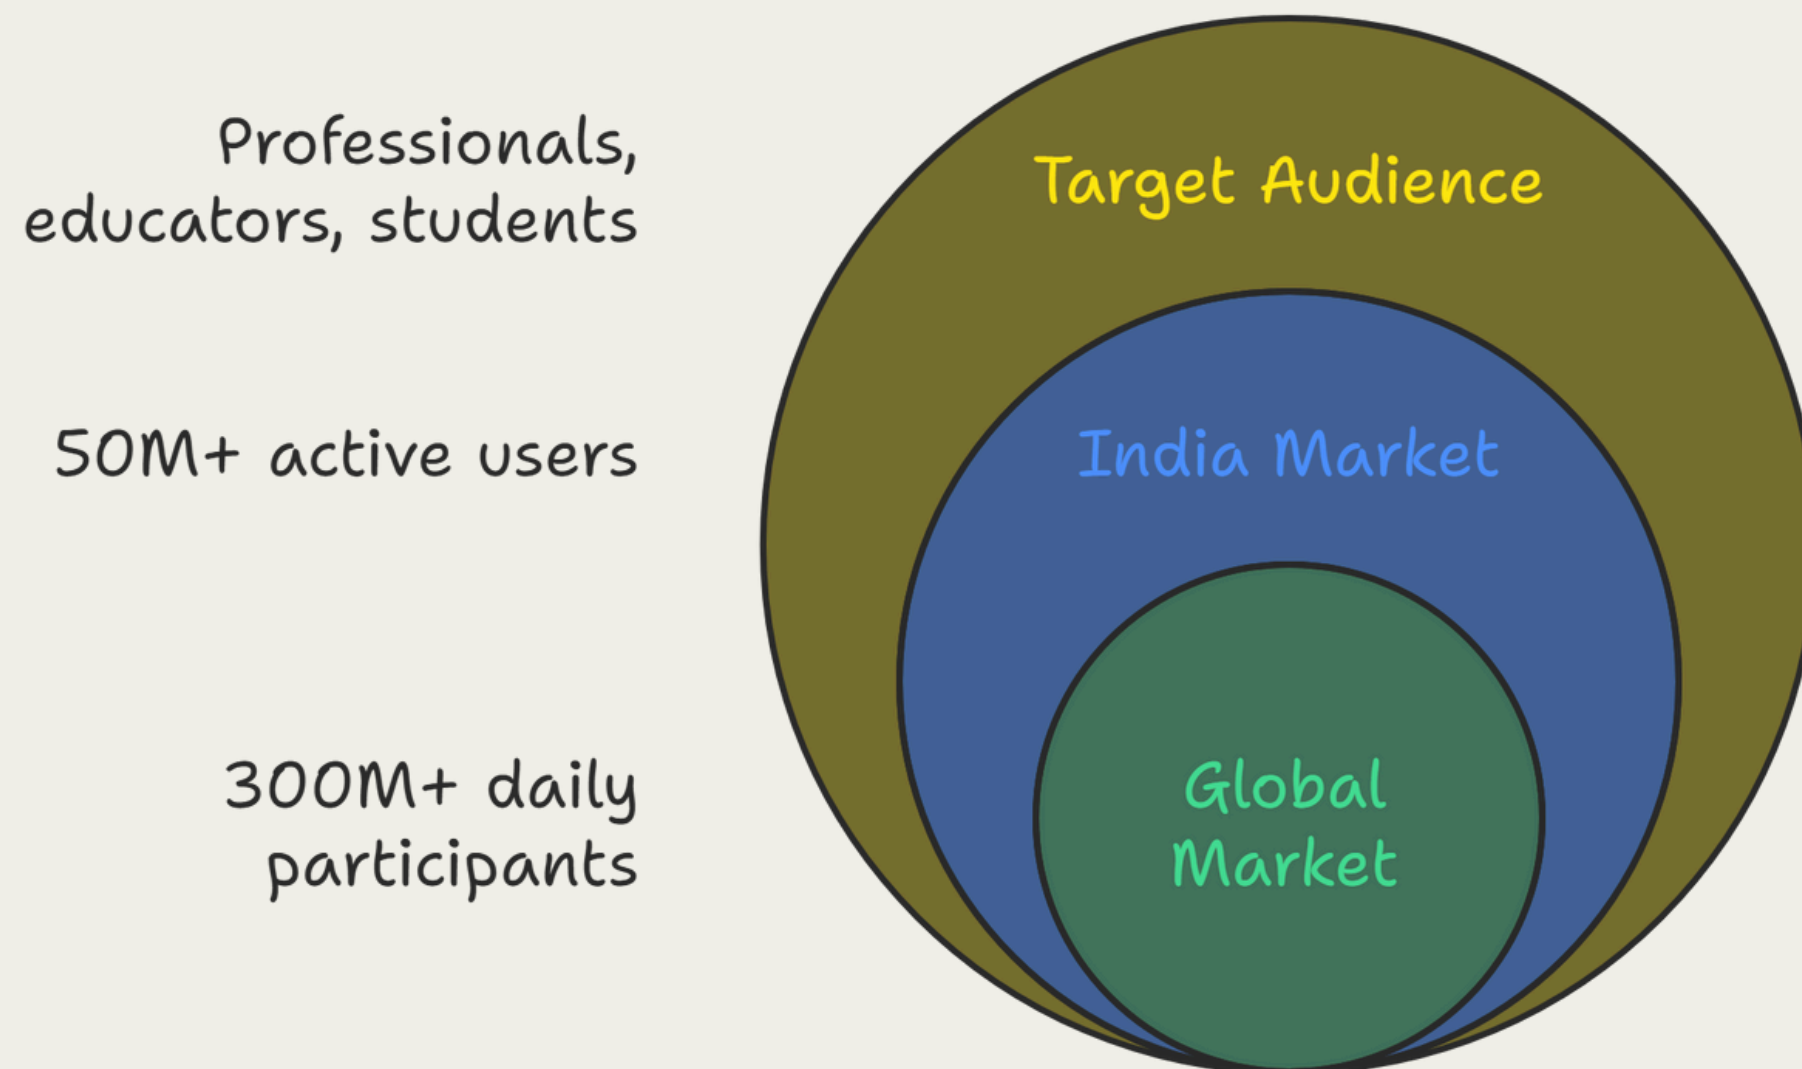 Professionals,
educators, students
Target Audience
50M+ active users
India Market
300M+ daily
participants
Global
Market